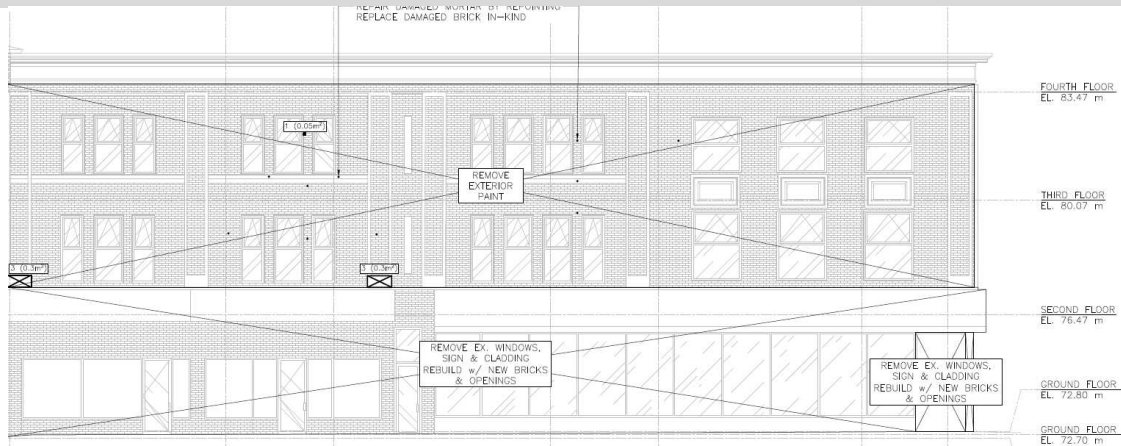 REPAIR DAMAGED MORTAR BY REPOINTING
REPLACE DAMAGED BRICK IN-KIND
FOURTH FLOOR
EL. 83.47 m
1 (0.05m²)
REMOVE
EXTERIOR
PAINT
THIRD FLOOR
EL. 80.07 m
3 (0.3m²)
3 (0.3m²)
SECOND FLOOR
EL. 76.47 m
REMOVE EX. WINDOWS,
SIGN & CLADDING
REBUILD w/ NEW BRICKS
& OPENINGS
REMOVE EX. WINDOWS,
SIGN & CLADDING
REBUILD w/ NEW BRICKS
& OPENINGS
GROUND FLOOR
EL. 72.80 m
GROUND FLOOR
EL. 72.70 m